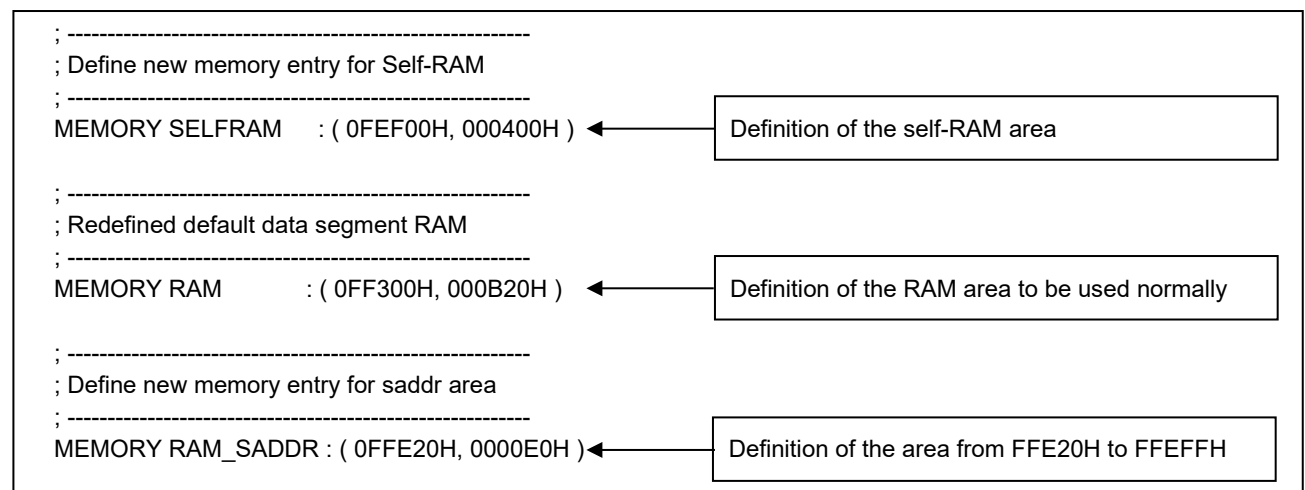 ; ----------------------------------------------------------
; Define new memory entry for Self-RAM
; ----------------------------------------------------------
MEMORY SELFRAM : ( 0FEF00H, 000400H ) Definition of the self-RAM area
; ----------------------------------------------------------
; Redefined default data segment RAM
; ----------------------------------------------------------
MEMORY RAM : ( 0FF300H, 000B20H ) Definition of the RAM area to be used normally
; ----------------------------------------------------------
; Define new memory entry for saddr area
; ----------------------------------------------------------
MEMORY RAM_SADDR : ( 0FFE20H, 0000E0H ) Definition of the area from FFE20H to FFEFFH